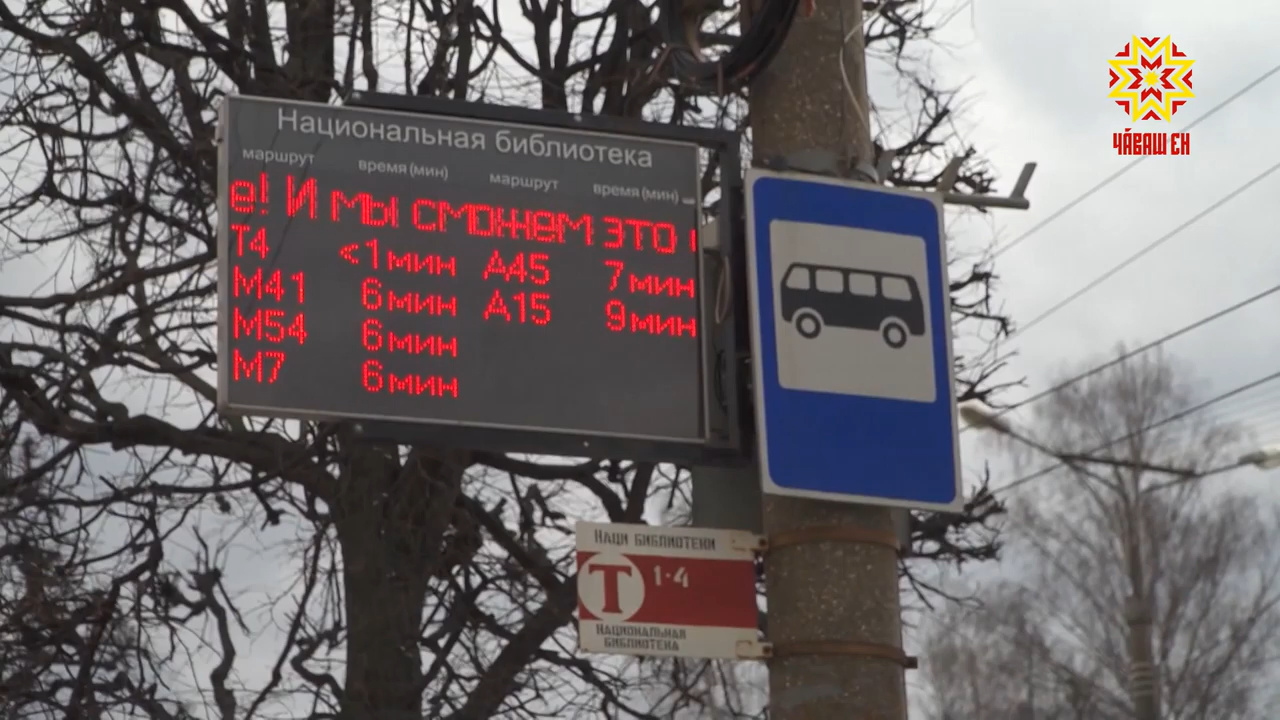 Национальная библиотека
маршрут время(мин) маршрут время(мин)
е! И мы сможем это
Т4 <1мин А45 7мин
М41 6мин А15 9мин
М54 6мин
М7 6мин
НАЦИ БИБЛИОТЕКИ
Т 1-4
НАЦИОНАЛЬНАЯ
БИБЛИОТЕКА
ЧӐВАШ ЕН